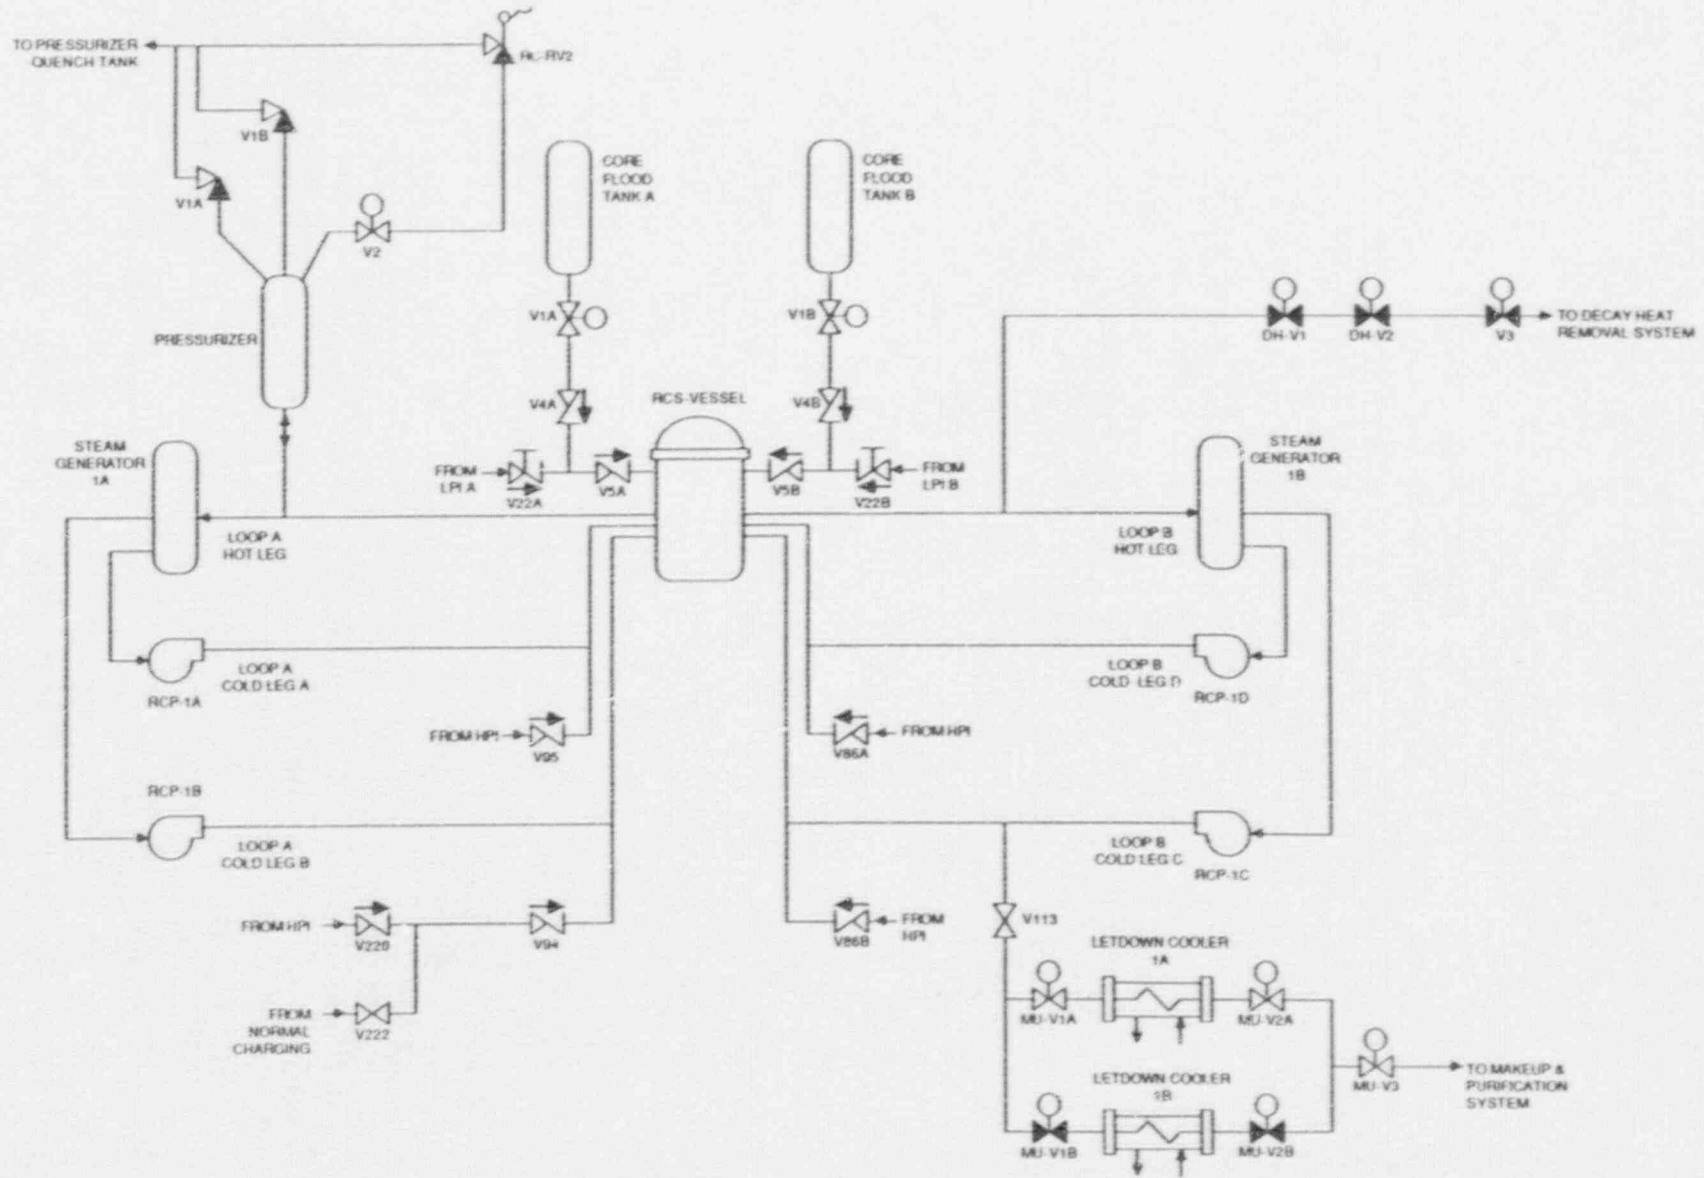 TO PRESSURIZER
QUENCH TANK
RC-RV2
V1B
V1A
V2
PRESSURIZER
CORE
FLOOD
TANK A
CORE
FLOOD
TANK B
V1A
V1B
V4A
V4B
RCS-VESSEL
FROM
LPI A
V22A
V5A
V5B
V22B
FROM
LPI B
DH-V1
DH-V2
V3
TO DECAY HEAT
REMOVAL SYSTEM
STEAM
GENERATOR
1A
STEAM
GENERATOR
1B
LOOP A
HOT LEG
LOOP B
HOT LEG
RCP-1A
LOOP A
COLD LEG A
LOOP B
COLD LEG D
RCP-1D
FROM HPI
V95
V86A
FROM HPI
RCP-1B
LOOP A
COLD LEG B
LOOP B
COLD LEG C
RCP-1C
FROM HPI
V220
V94
V86B
FROM
HPI
V113
FROM
NORMAL
CHARGING
V222
LETDOWN COOLER
1A
MU-V1A
MU-V2A
LETDOWN COOLER
1B
MU-V1B
MU-V2B
MU-V3
TO MAKEUP &
PURIFICATION
SYSTEM